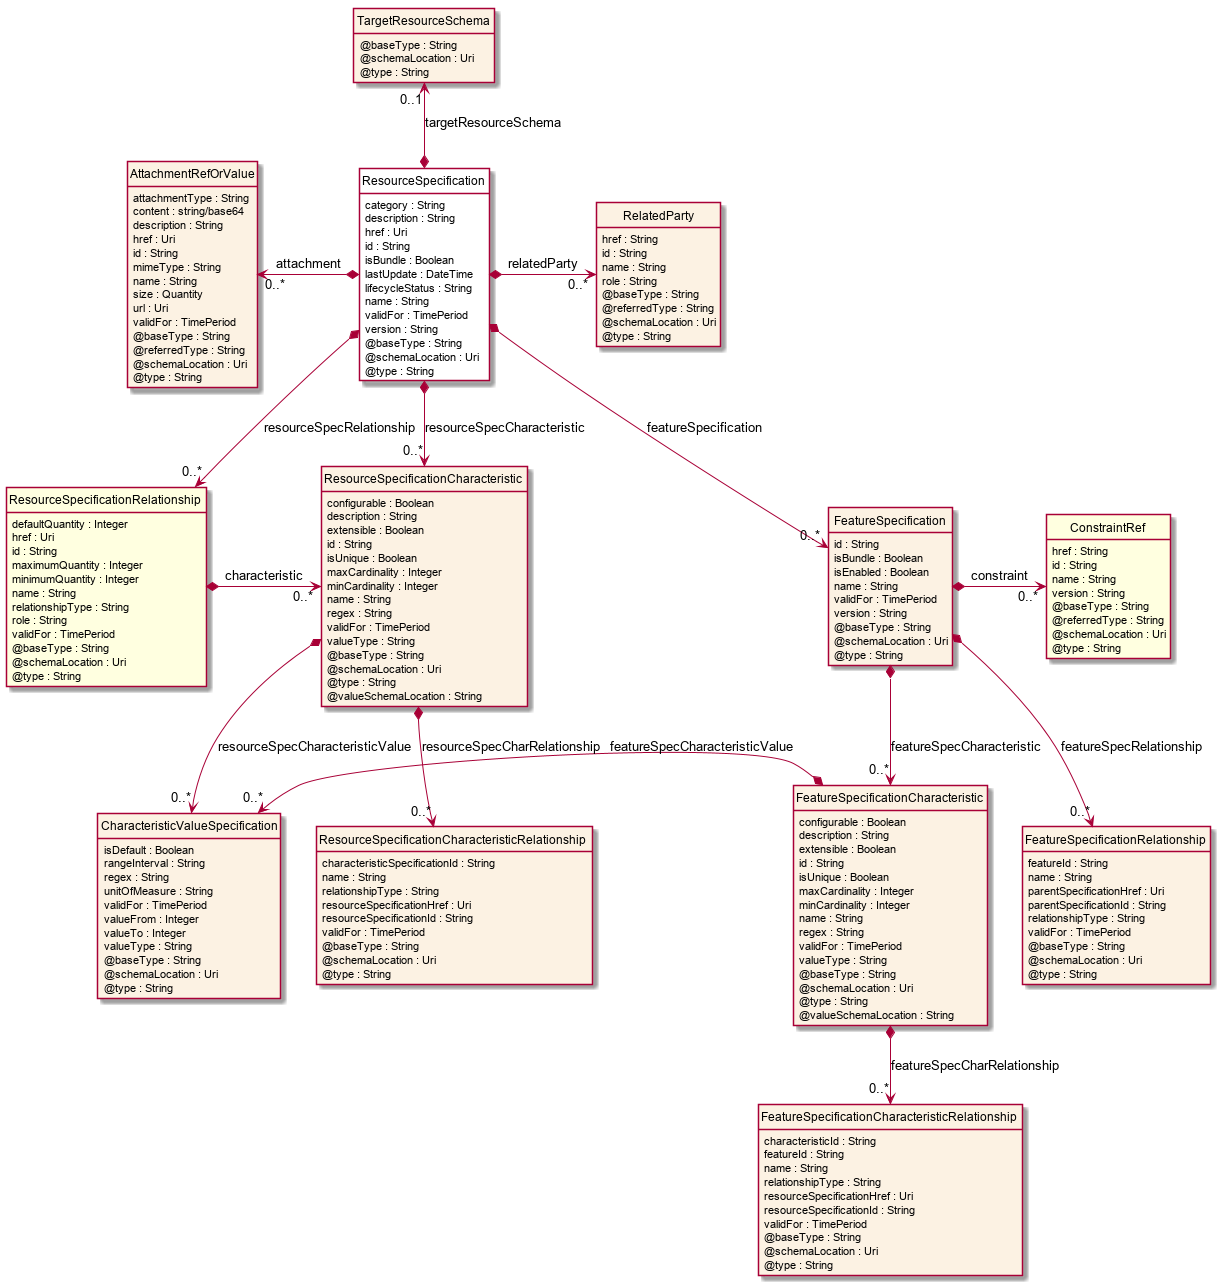 TargetResourceSchema
@baseType : String
@schemaLocation : Uri
@type : String
0..1
targetResourceSchema
AttachmentRefOrValue
attachmentType : String
content : string/base64
description : String
href : Uri
id : String
mimeType : String
name : String
size : Quantity
url : Uri
validFor : TimePeriod
@baseType : String
@referredType : String
@schemaLocation : Uri
@type : String
attachment
0..*
ResourceSpecification
category : String
description : String
href : Uri
id : String
isBundle : Boolean
lastUpdate : DateTime
lifecycleStatus : String
name : String
validFor : TimePeriod
version : String
@baseType : String
@schemaLocation : Uri
@type : String
relatedParty
0..*
RelatedParty
href : String
id : String
name : String
role : String
@baseType : String
@referredType : String
@schemaLocation : Uri
@type : String
resourceSpecRelationship
0..*
resourceSpecCharacteristic
0..*
featureSpecification
0..*
ResourceSpecificationRelationship
defaultQuantity : Integer
href : Uri
id : String
maximumQuantity : Integer
minimumQuantity : Integer
name : String
relationshipType : String
role : String
validFor : TimePeriod
@baseType : String
@schemaLocation : Uri
@type : String
characteristic
0..*
ResourceSpecificationCharacteristic
configurable : Boolean
description : String
extensible : Boolean
id : String
isUnique : Boolean
maxCardinality : Integer
minCardinality : Integer
name : String
regex : String
validFor : TimePeriod
valueType : String
@baseType : String
@schemaLocation : Uri
@type : String
@valueSchemaLocation : String
FeatureSpecification
id : String
isBundle : Boolean
isEnabled : Boolean
name : String
validFor : TimePeriod
version : String
@baseType : String
@schemaLocation : Uri
@type : String
constraint
0..*
ConstraintRef
href : String
id : String
name : String
version : String
@baseType : String
@referredType : String
@schemaLocation : Uri
@type : String
resourceSpecCharacteristicValue
0..*
resourceSpecCharRelationship
0..*
featureSpecCharacteristicValue
0..*
featureSpecCharacteristic
0..*
featureSpecRelationship
0..*
CharacteristicValueSpecification
isDefault : Boolean
rangeInterval : String
regex : String
unitOfMeasure : String
validFor : TimePeriod
valueFrom : Integer
valueTo : Integer
valueType : String
@baseType : String
@schemaLocation : Uri
@type : String
ResourceSpecificationCharacteristicRelationship
characteristicSpecificationId : String
name : String
relationshipType : String
resourceSpecificationHref : Uri
resourceSpecificationId : String
validFor : TimePeriod
@baseType : String
@schemaLocation : Uri
@type : String
FeatureSpecificationCharacteristic
configurable : Boolean
description : String
extensible : Boolean
id : String
isUnique : Boolean
maxCardinality : Integer
minCardinality : Integer
name : String
regex : String
validFor : TimePeriod
valueType : String
@baseType : String
@schemaLocation : Uri
@type : String
@valueSchemaLocation : String
FeatureSpecificationRelationship
featureId : String
name : String
parentSpecificationHref : Uri
parentSpecificationId : String
relationshipType : String
validFor : TimePeriod
@baseType : String
@schemaLocation : Uri
@type : String
featureSpecCharRelationship
0..*
FeatureSpecificationCharacteristicRelationship
characteristicId : String
featureId : String
name : String
relationshipType : String
resourceSpecificationHref : Uri
resourceSpecificationId : String
validFor : TimePeriod
@baseType : String
@schemaLocation : Uri
@type : String